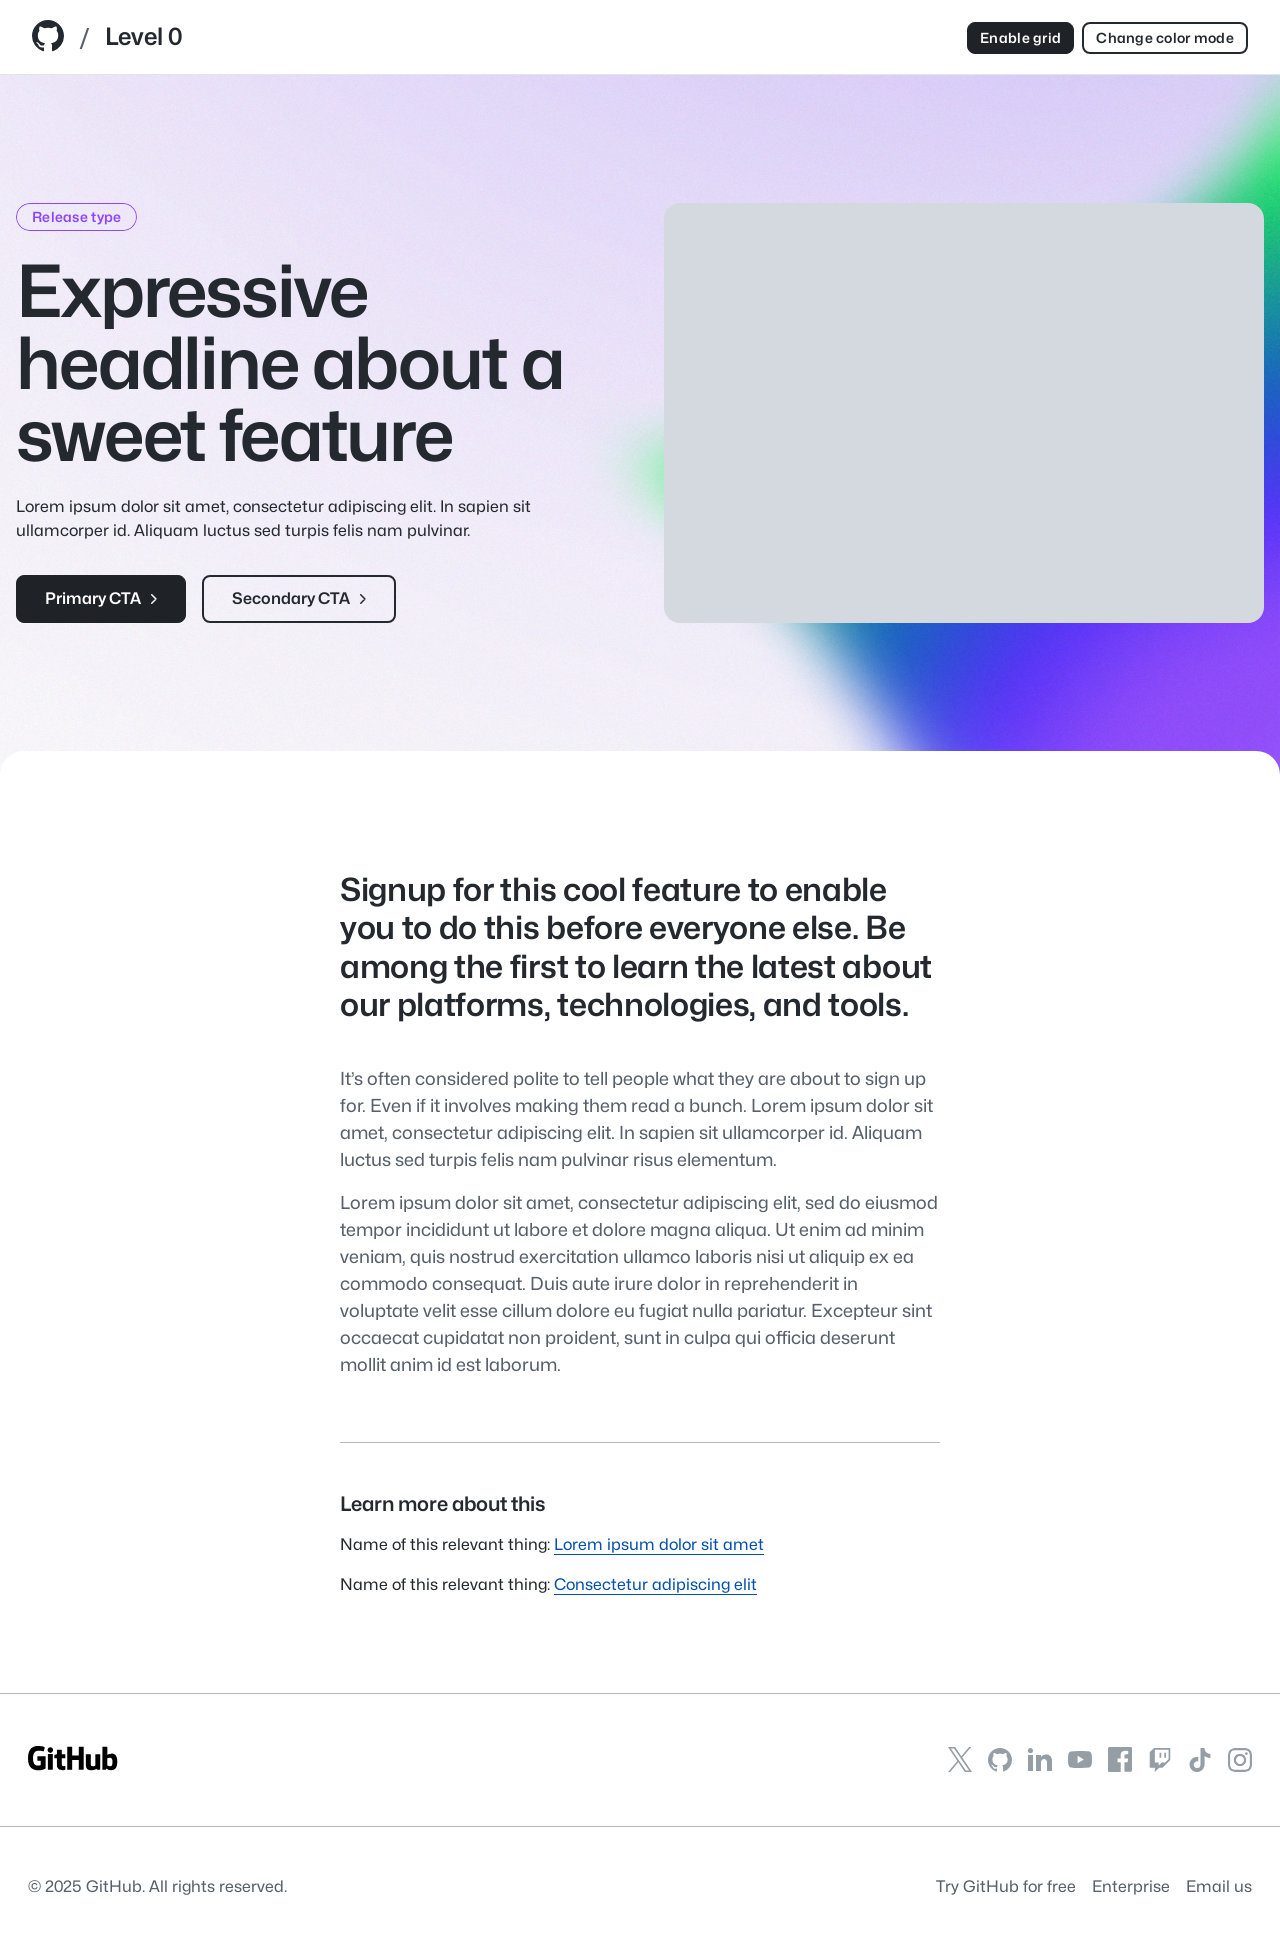 / Level 0
Enable grid
Change color mode
Release type
Expressive
headline about a
sweet feature
Lorem ipsum dolor sit amet, consectetur adipiscing elit. In sapien sit
ullamcorper id. Aliquam luctus sed turpis felis nam pulvinar.
Primary CTA
Secondary CTA
Signup for this cool feature to enable
you to do this before everyone else. Be
among the first to learn the latest about
our platforms, technologies, and tools.
It’s often considered polite to tell people what they are about to sign up
for. Even if it involves making them read a bunch. Lorem ipsum dolor sit
amet, consectetur adipiscing elit. In sapien sit ullamcorper id. Aliquam
luctus sed turpis felis nam pulvinar risus elementum.
Lorem ipsum dolor sit amet, consectetur adipiscing elit, sed do eiusmod
tempor incididunt ut labore et dolore magna aliqua. Ut enim ad minim
veniam, quis nostrud exercitation ullamco laboris nisi ut aliquip ex ea
commodo consequat. Duis aute irure dolor in reprehenderit in
voluptate velit esse cillum dolore eu fugiat nulla pariatur. Excepteur sint
occaecat cupidatat non proident, sunt in culpa qui officia deserunt
mollit anim id est laborum.
Learn more about this
Name of this relevant thing: Lorem ipsum dolor sit amet
Name of this relevant thing: Consectetur adipiscing elit
GitHub
© 2025 GitHub. All rights reserved.
Try GitHub for free
Enterprise
Email us